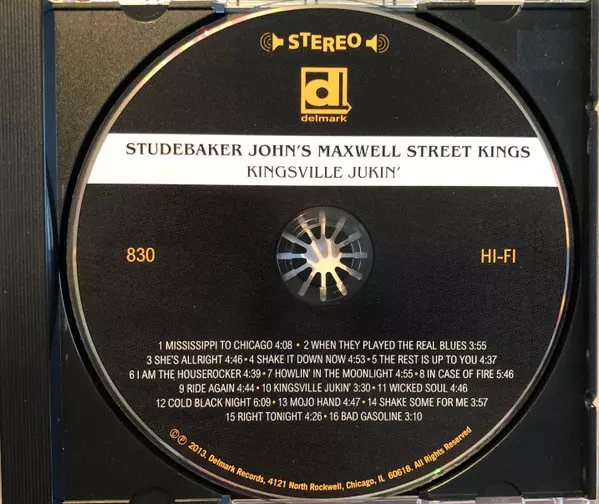 STEREO
d
delmark
STUDEBAKER JOHN'S MAXWELL STREET KINGS
KINGSVILLE JUKIN'
830
HI-FI
1 MISSISSIPPI TO CHICAGO 4:08 • 2 WHEN THEY PLAYED THE REAL BLUES 3:55
3 SHE'S ALLRIGHT 4:46 • 4 SHAKE IT DOWN NOW 4:53 • 5 THE REST IS UP TO YOU 4:37
6 I AM THE HOUSEROCKER 4:39 • 7 HOWLIN' IN THE MOONLIGHT 4:55 • 8 IN CASE OF FIRE 5:46
9 RIDE AGAIN 4:44 • 10 KINGSVILLE JUKIN' 3:30 • 11 WICKED SOUL 4:46
12 COLD BLACK NIGHT 6:09 • 13 MOJO HAND 4:47 • 14 SHAKE SOME FOR ME 3:57
15 RIGHT TONIGHT 4:26 • 16 BAD GASOLINE 3:10
©℗ 2013. Delmark Records, 4121 North Rockwell, Chicago, IL 60618. All Rights Reserved